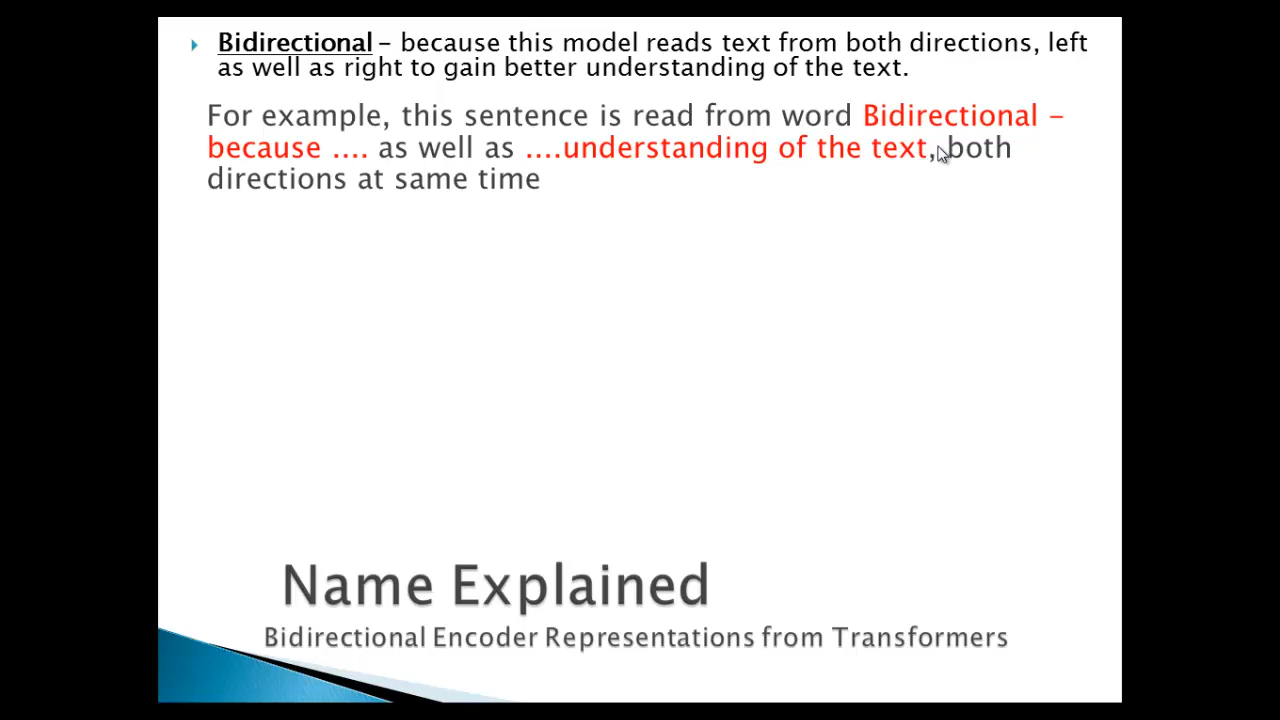 Bidirectional – because this model reads text from both directions, left
as well as right to gain better understanding of the text.
For example, this sentence is read from word Bidirectional –
because .... as well as ....understanding of the text, both
directions at same time
Name Explained
Bidirectional Encoder Representations from Transformers